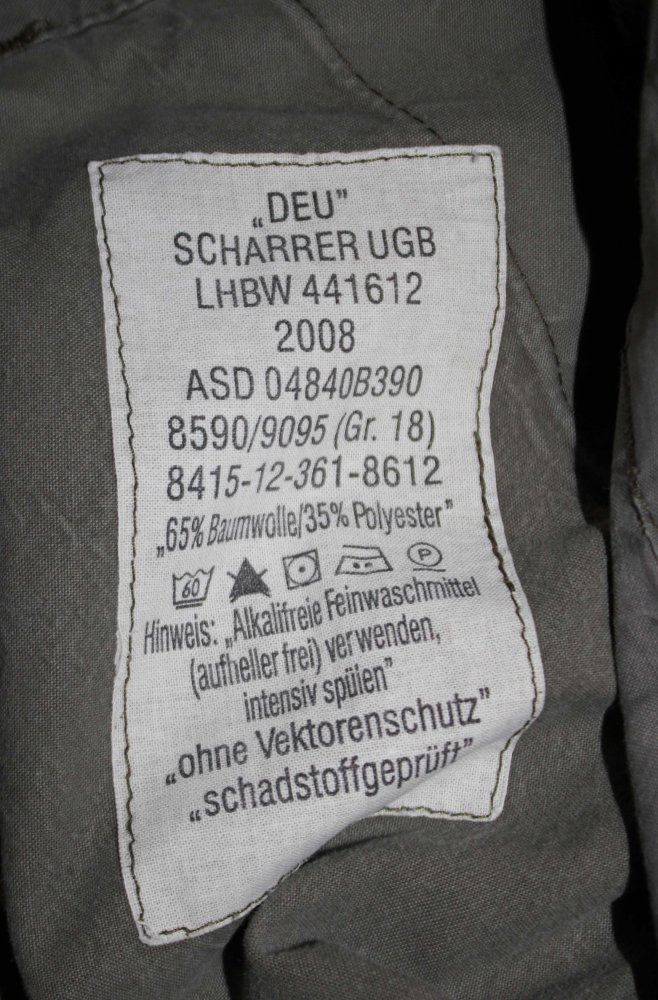 „DEU”
SCHARRER UGB
LHBW 441612
2008
ASD 04840B390
8590/9095 (Gr. 18)
8415-12-361-8612
„65% Baumwolle/35% Polyester”
60 P
Hinweis: „Alkalifreie Feinwaschmittel
(aufheller frei) verwenden,
intensiv spülen”
„ohne Vektorenschutz”
„schadstoffgeprüft”